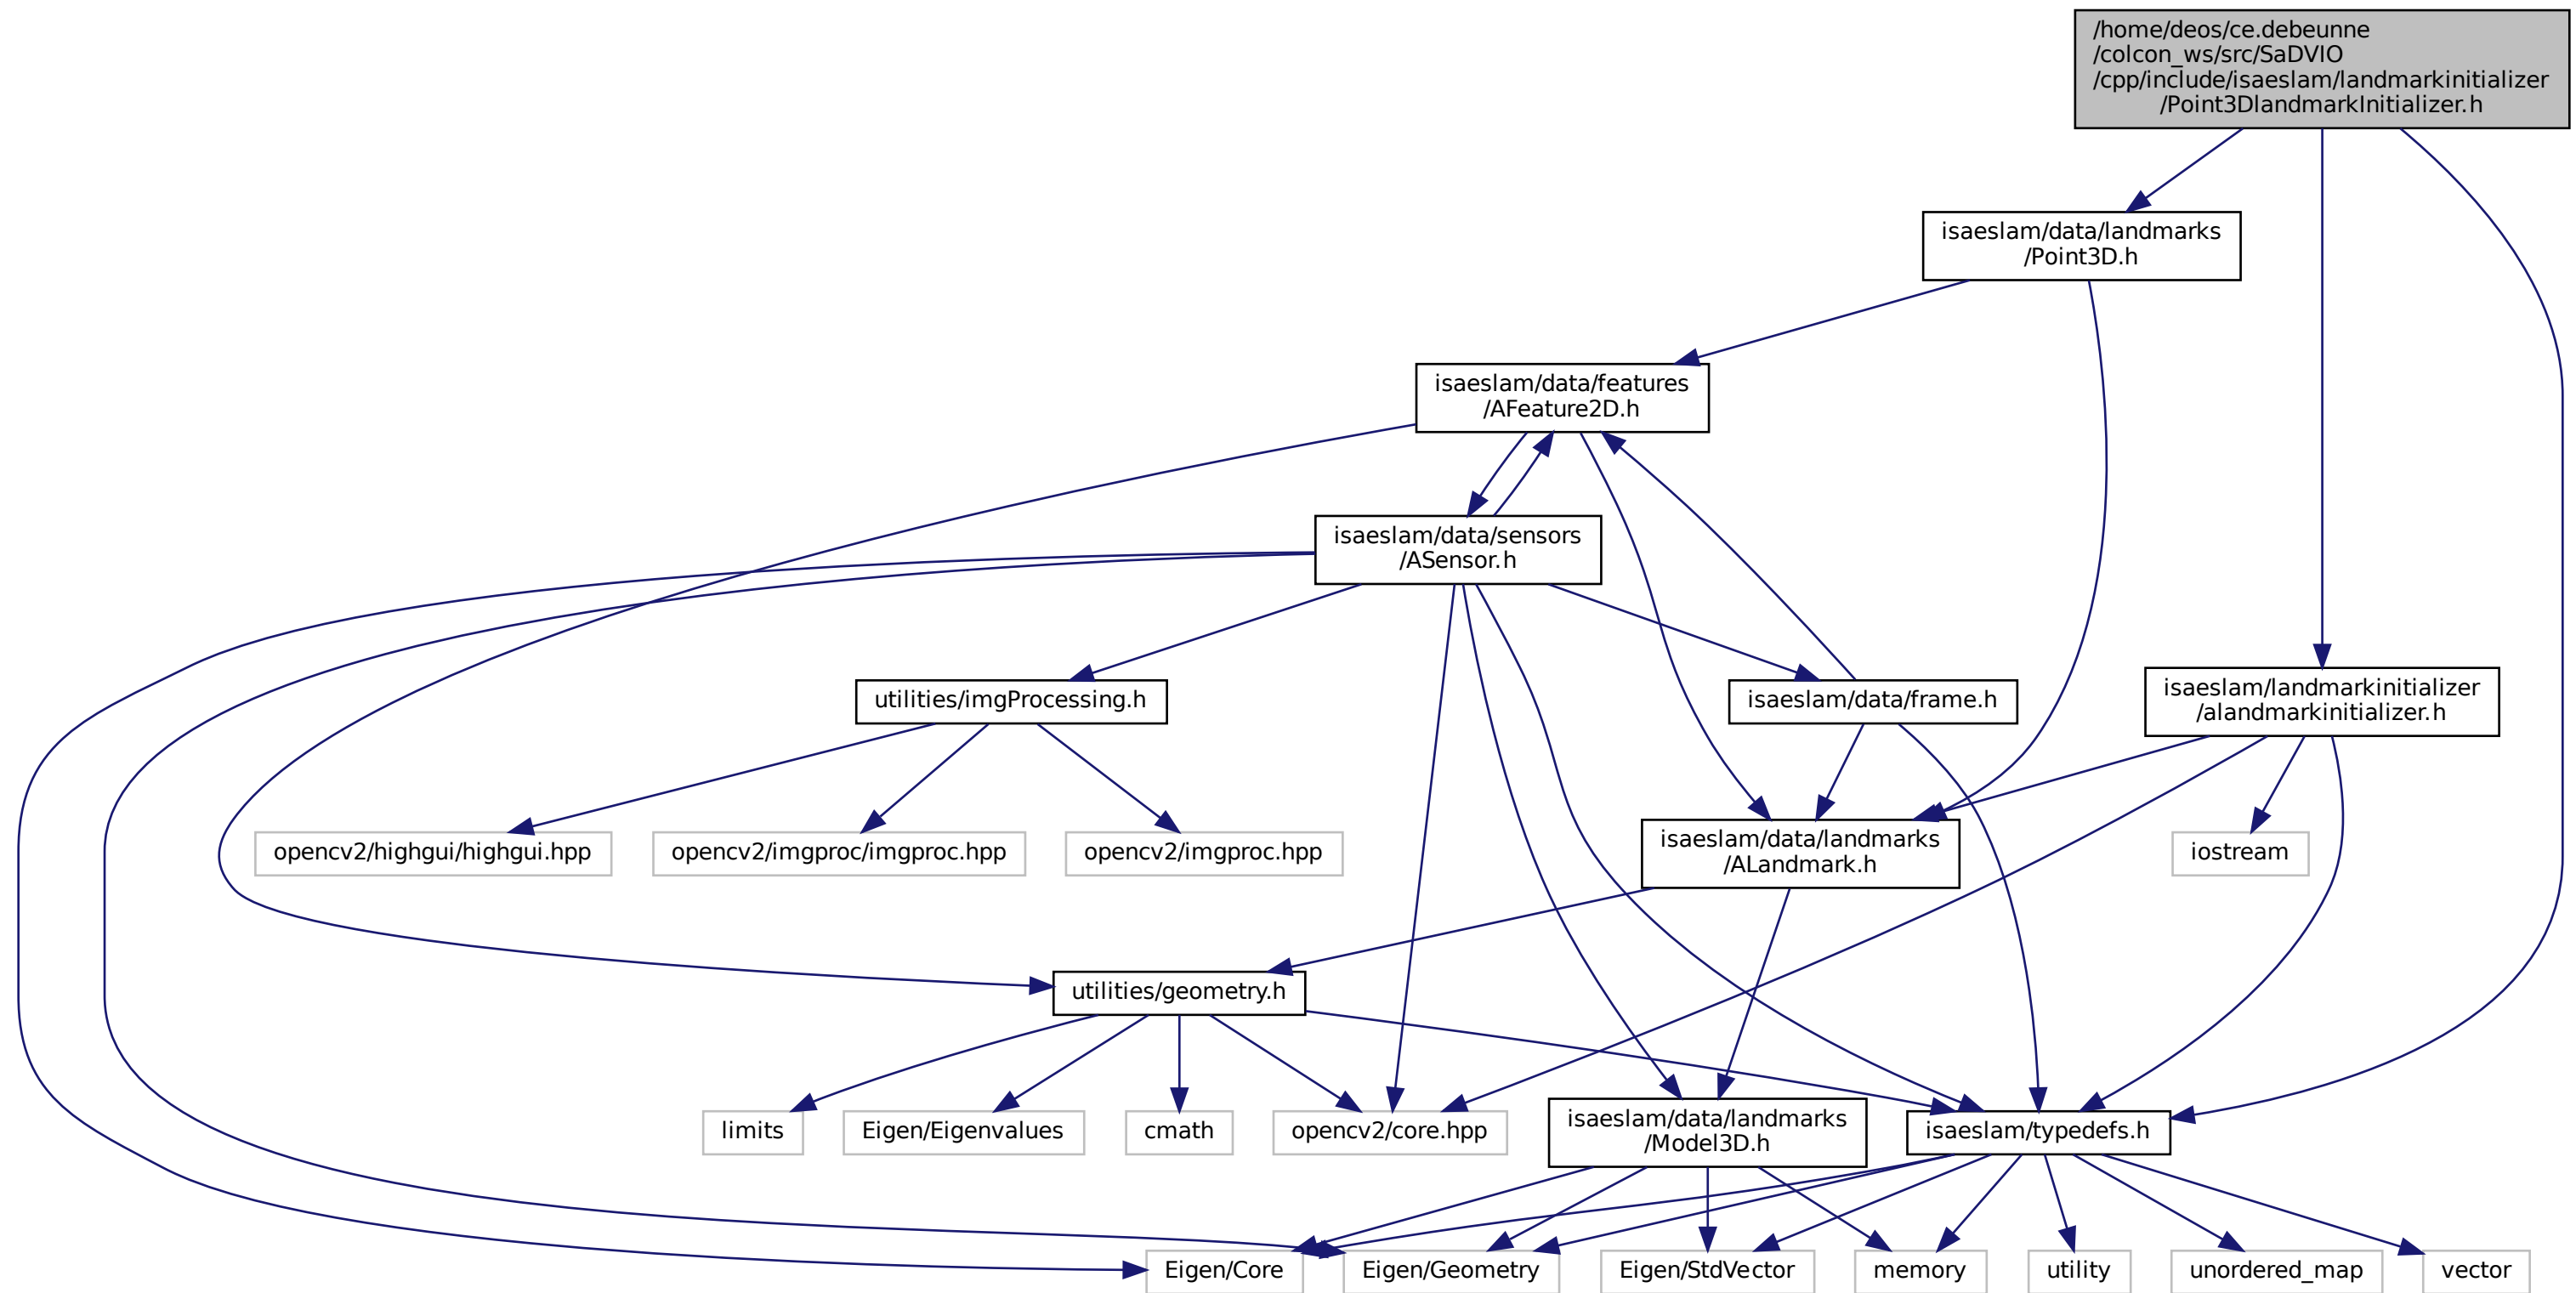 /home/deos/ce.debeunne
/colcon_ws/src/SaDVIO
/cpp/include/isaeslam/landmarkinitializer
/Point3DlandmarkInitializer.h
isaeslam/data/landmarks
/Point3D.h
isaeslam/data/features
/AFeature2D.h
isaeslam/data/sensors
/ASensor.h
utilities/imgProcessing.h
isaeslam/data/frame.h
isaeslam/landmarkinitializer
/alandmarkinitializer.h
opencv2/highgui/highgui.hpp
opencv2/imgproc/imgproc.hpp
opencv2/imgproc.hpp
isaeslam/data/landmarks
/ALandmark.h
iostream
utilities/geometry.h
limits
Eigen/Eigenvalues
cmath
opencv2/core.hpp
isaeslam/data/landmarks
/Model3D.h
isaeslam/typedefs.h
Eigen/Core
Eigen/Geometry
Eigen/StdVector
memory
utility
unordered_map
vector